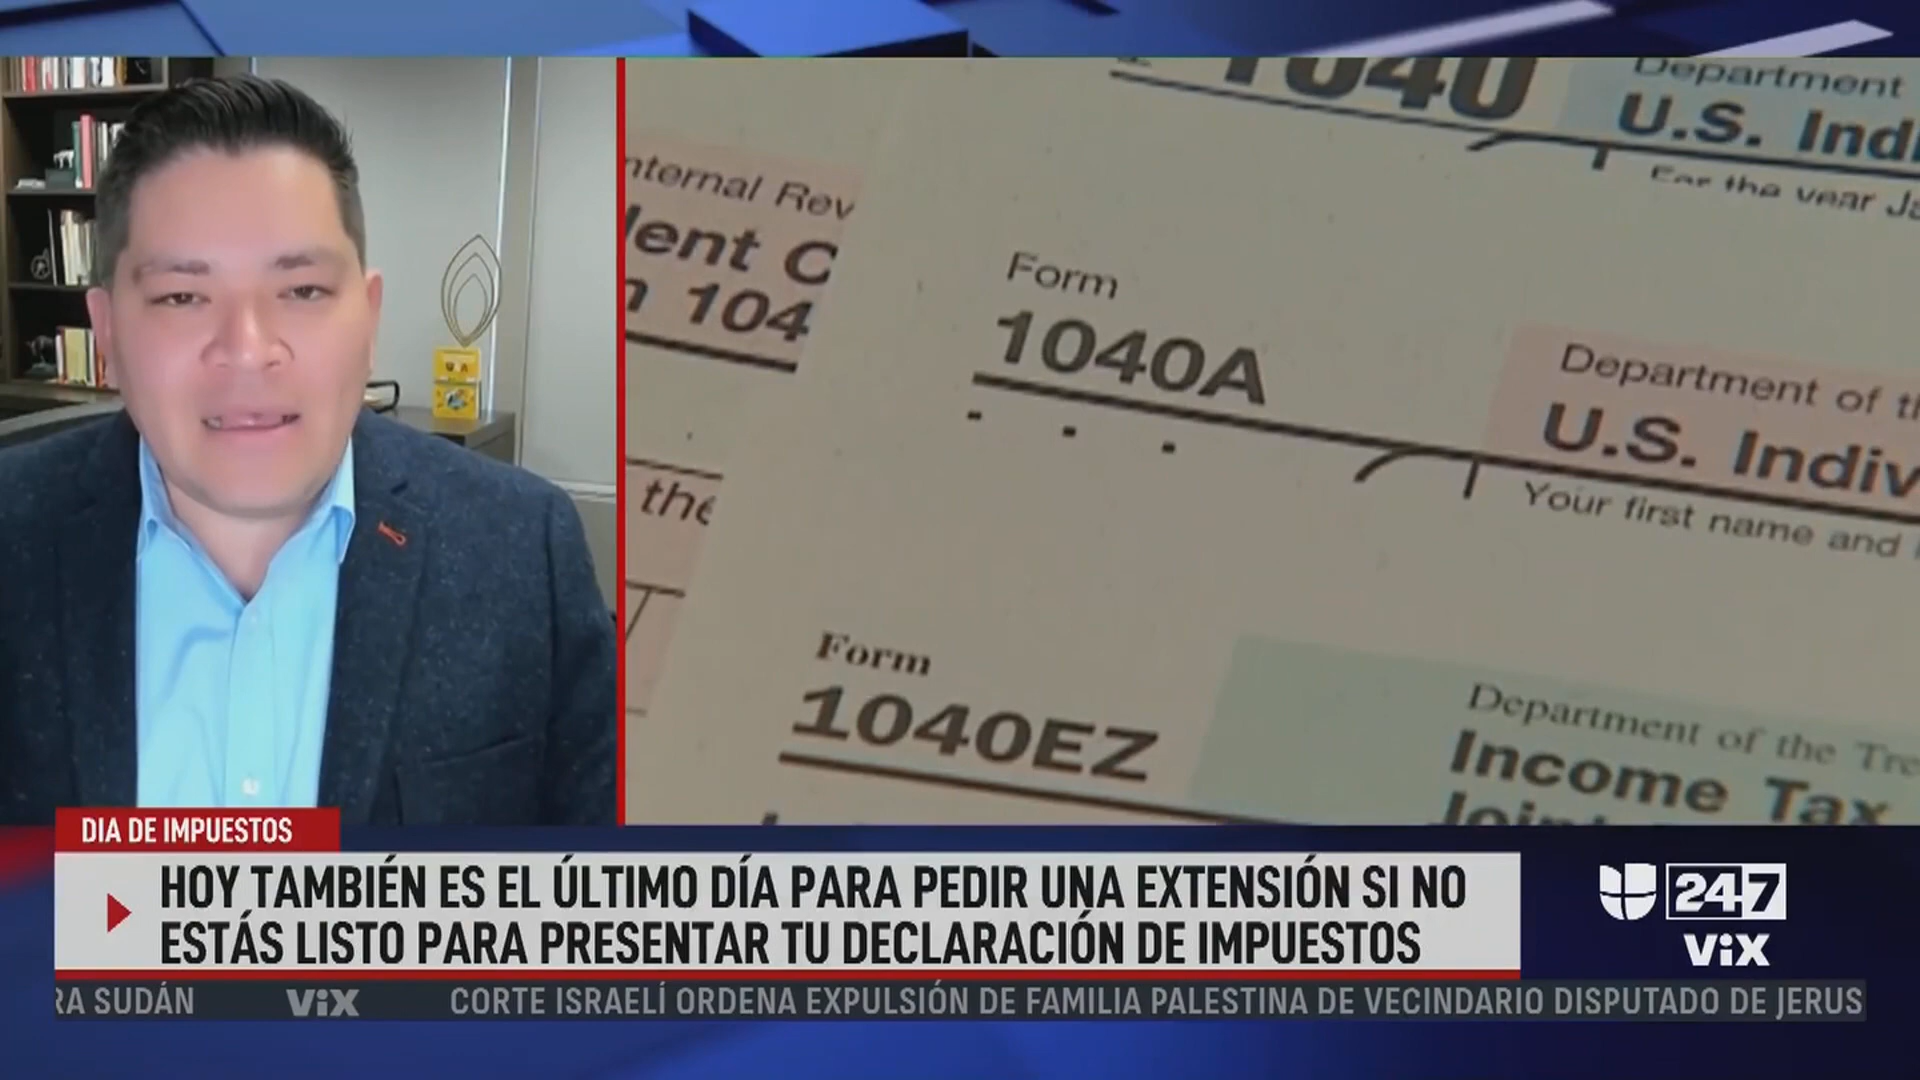 1040
Department
U.S. Indi
For the year Ja
nternal Rev
dent C
104
the
Form
1040A
Department of th
U.S. Indiv
Your first name and
Form
1040EZ
Department of the Tre
Income Tax
DIA DE IMPUESTOS
HOY TAMBIÉN ES EL ÚLTIMO DÍA PARA PEDIR UNA EXTENSIÓN SI NO
ESTÁS LISTO PARA PRESENTAR TU DECLARACIÓN DE IMPUESTOS
24-7
ViX
RA SUDÁN ViX CORTE ISRAELÍ ORDENA EXPULSIÓN DE FAMILIA PALESTINA DE VECINDARIO DISPUTADO DE JERUS